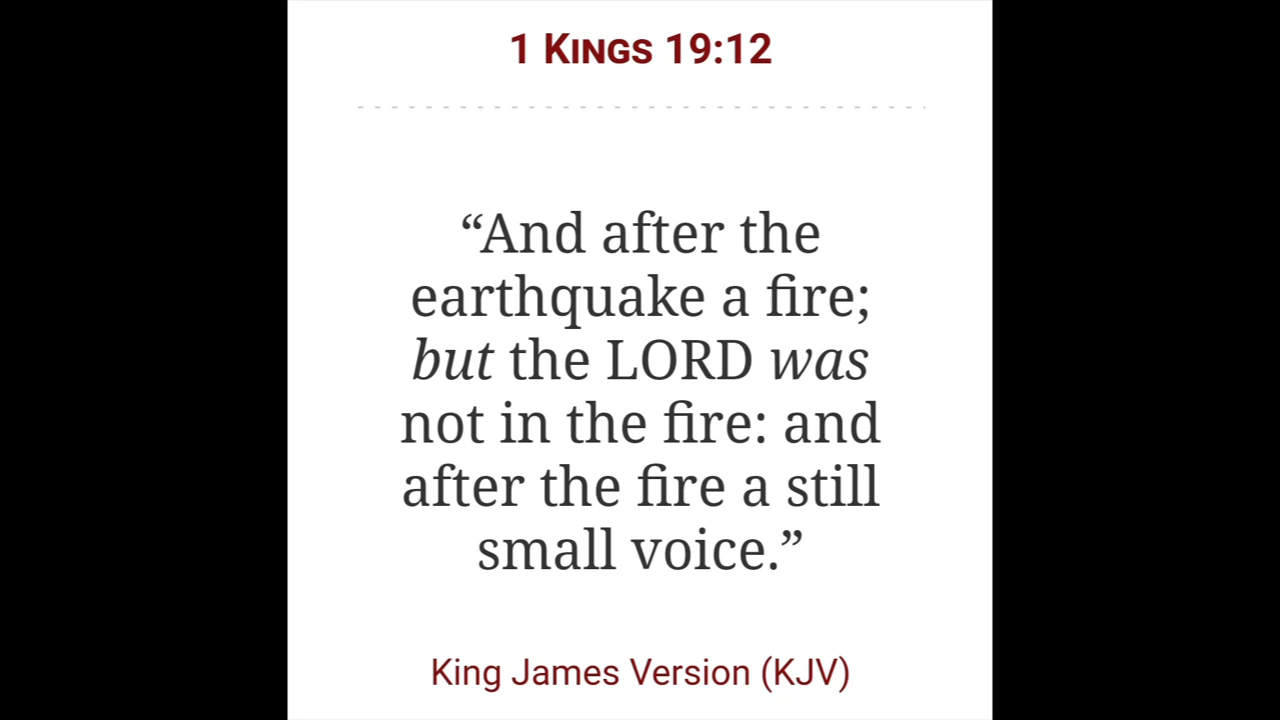 1 Kings 19:12
“And after the
earthquake a fire;
but the LORD was
not in the fire: and
after the fire a still
small voice.”
King James Version (KJV)